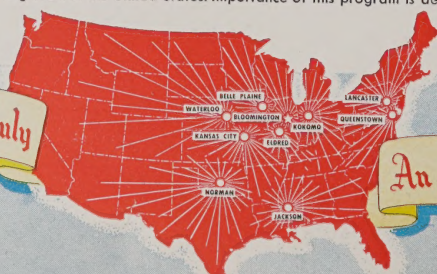 BELLE PLAINE
LANCASTER
WATERLOO
BLOOMINGTON
KOKOMO
QUEENSTOWN
KANSAS CITY
ELDRED
uly
An
NORMAN
JACKSON